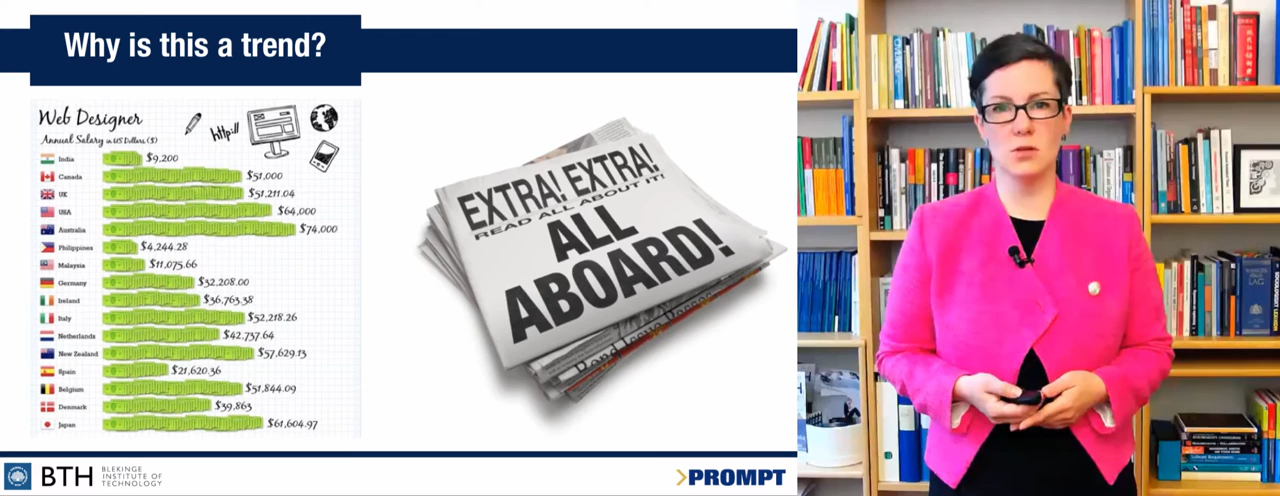 Why is this a trend?
Web Designer
Annual Salary in US Dollars ($)
http://
India $9,200
Canada $51,000
UK $51,211.04
USA $64,000
Australia $74,000
Philippines $4,244.28
Malaysia $11,075.66
Germany $32,208.00
Ireland $36,763.38
Italy $52,218.26
Netherlands $42,737.64
New Zealand $57,629.13
Spain $21,620.36
Belgium $51,844.09
Denmark $39,863
Japan $61,604.97
EXTRA! EXTRA!
READ ALL ABOUT IT!
ALL
ABOARD!
BTH
BLEKINGE
INSTITUTE OF
TECHNOLOGY
PROMPT
LAG